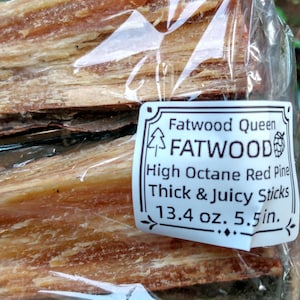 Fatwood Queen
FATWOOD
High Octane Red Pine
Thick & Juicy Sticks
13.4 oz. 5.5in.